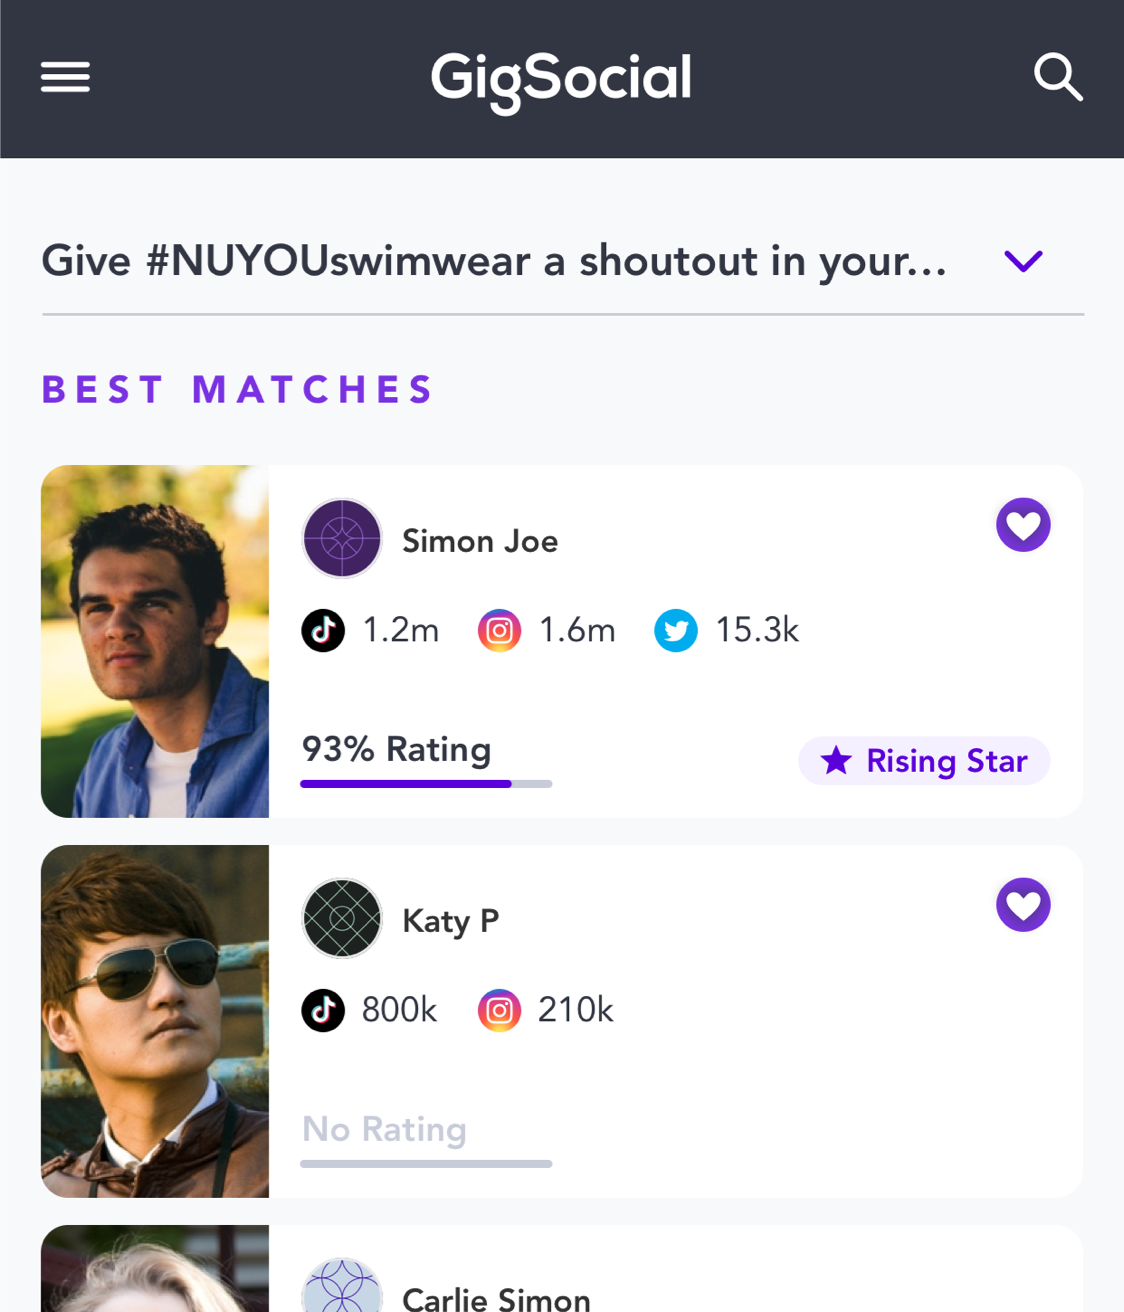 GigSocial
Give #NUYOUswimwear a shoutout in your...
BEST MATCHES
Simon Joe
1.2m 1.6m 15.3k
93% Rating
Rising Star
Katy P
800k 210k
No Rating
Carlie Simon